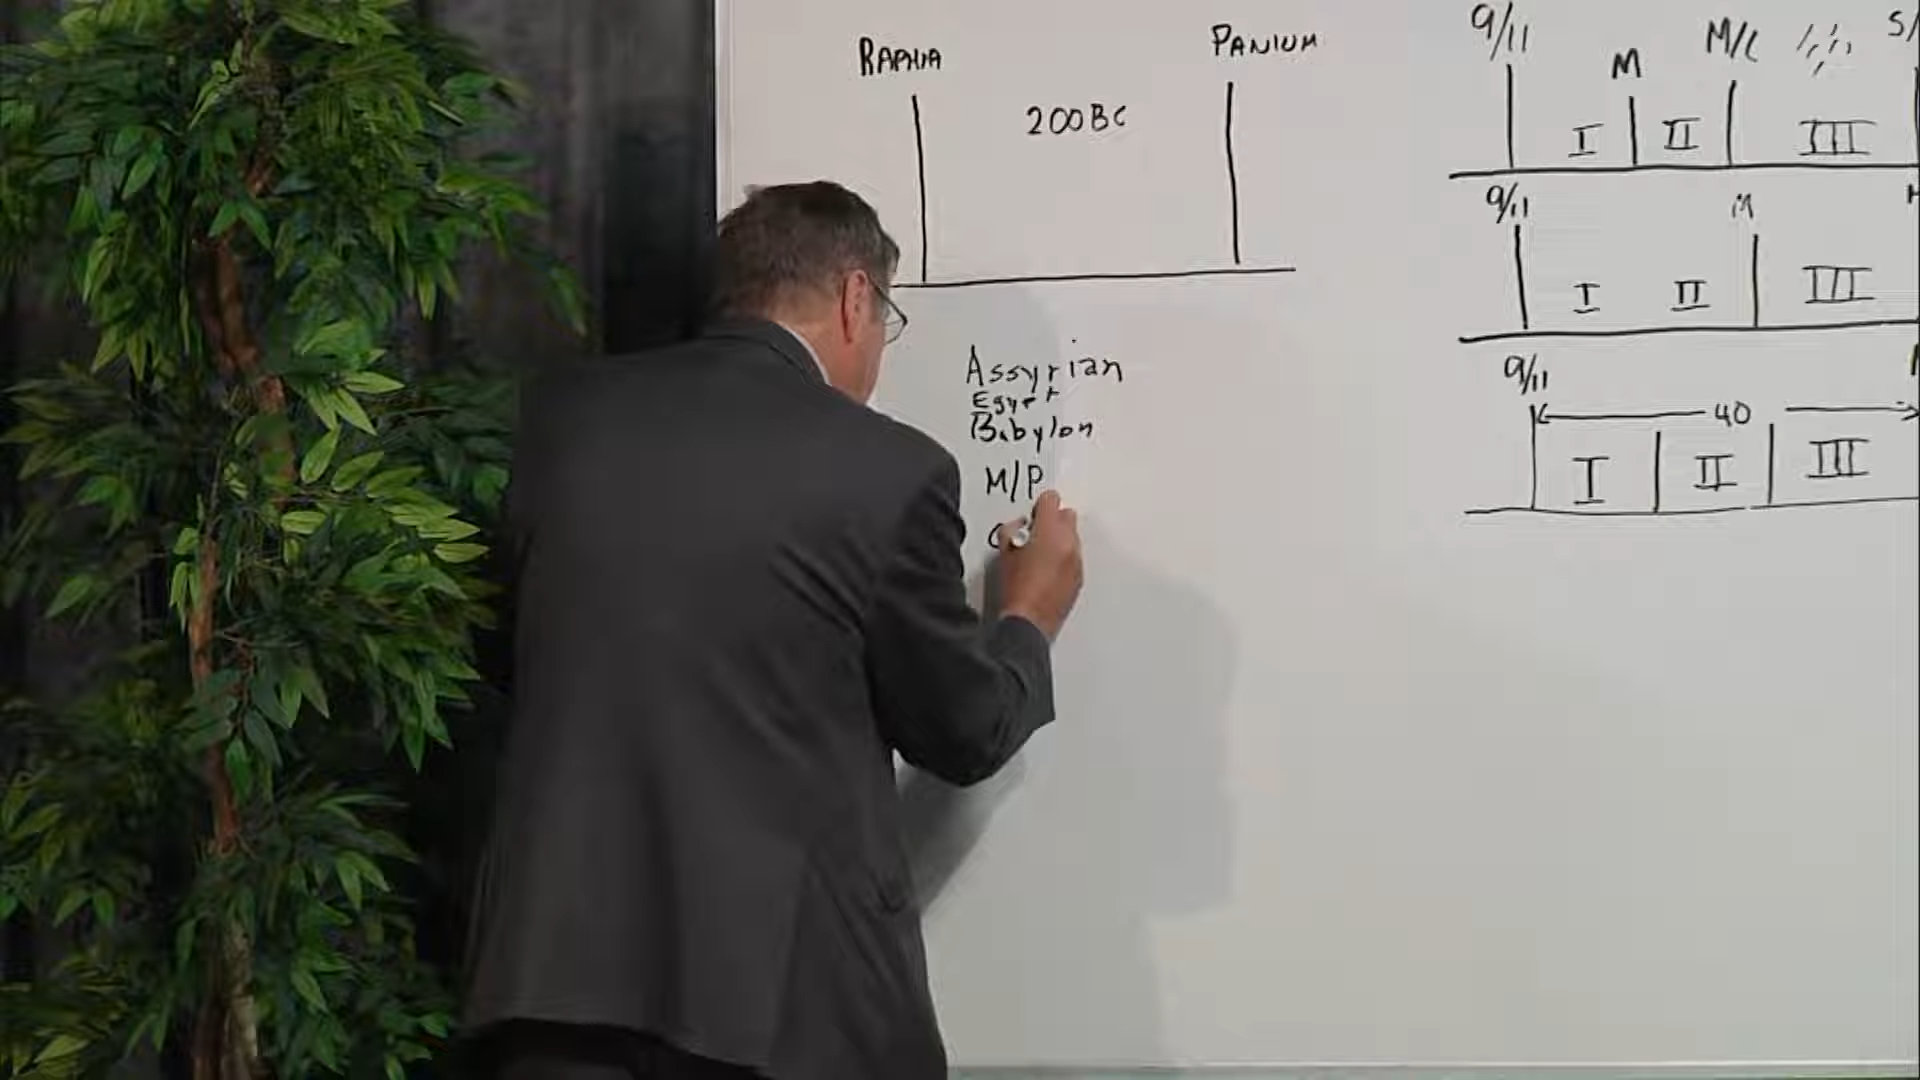 RAPHIA
PANIUM
200BC
Assyrian
Egypt
Babylon
M/P
9/11
M
M/C
S/
I
II
III
9/11
M
I
II
III
9/11
40
I
II
III